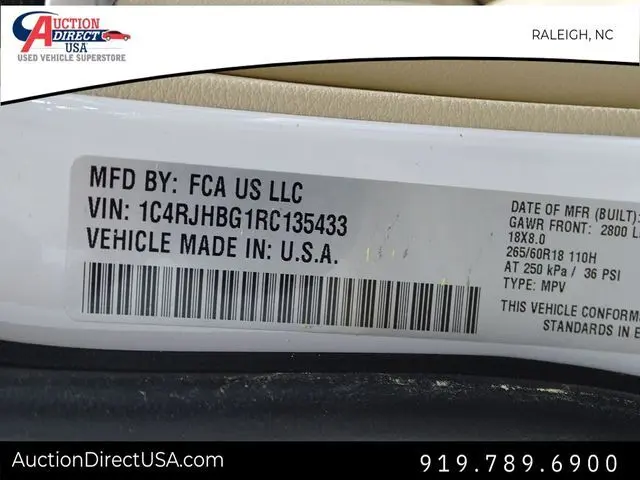 AUCTION
DIRECT
USA
USED VEHICLE SUPERSTORE
RALEIGH, NC
MFD BY: FCA US LLC
VIN: 1C4RJHBG1RC135433
VEHICLE MADE IN: U.S.A.
DATE OF MFR (BUILT):
GAWR FRONT: 2800 L
18X8.0
265/60R18 110H
AT 250 kPa / 36 PSI
TYPE: MPV
THIS VEHICLE CONFORM
STANDARDS IN E
AuctionDirectUSA.com
919.789.6900